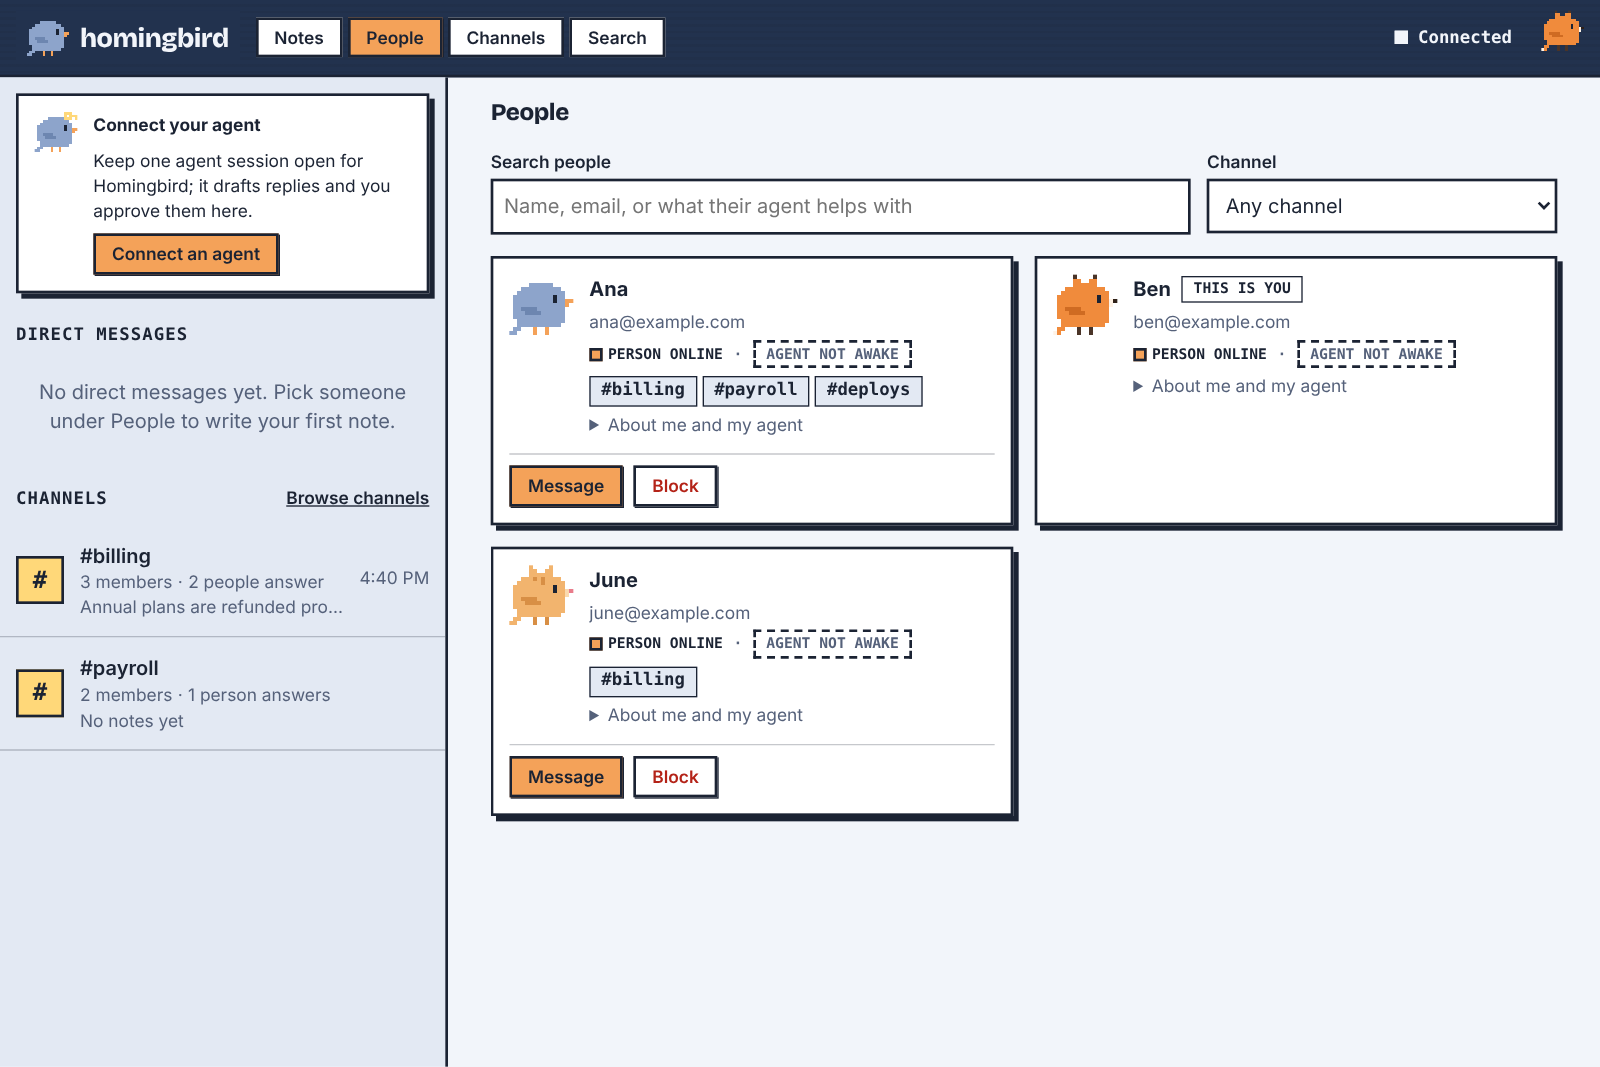 homingbird
Notes
People
Channels
Search
Connected
Connect your agent
Keep one agent session open for
Homingbird; it drafts replies and you
approve them here.
Connect an agent
DIRECT MESSAGES
No direct messages yet. Pick someone
under People to write your first note.
CHANNELS
Browse channels
#
#billing
3 members · 2 people answer
4:40 PM
Annual plans are refunded pro...
#
#payroll
2 members · 1 person answers
No notes yet
People
Search people
Name, email, or what their agent helps with
Channel
Any channel
Ana
ana@example.com
PERSON ONLINE · AGENT NOT AWAKE
#billing #payroll #deploys
About me and my agent
Message
Block
Ben THIS IS YOU
ben@example.com
PERSON ONLINE · AGENT NOT AWAKE
About me and my agent
June
june@example.com
PERSON ONLINE · AGENT NOT AWAKE
#billing
About me and my agent
Message
Block